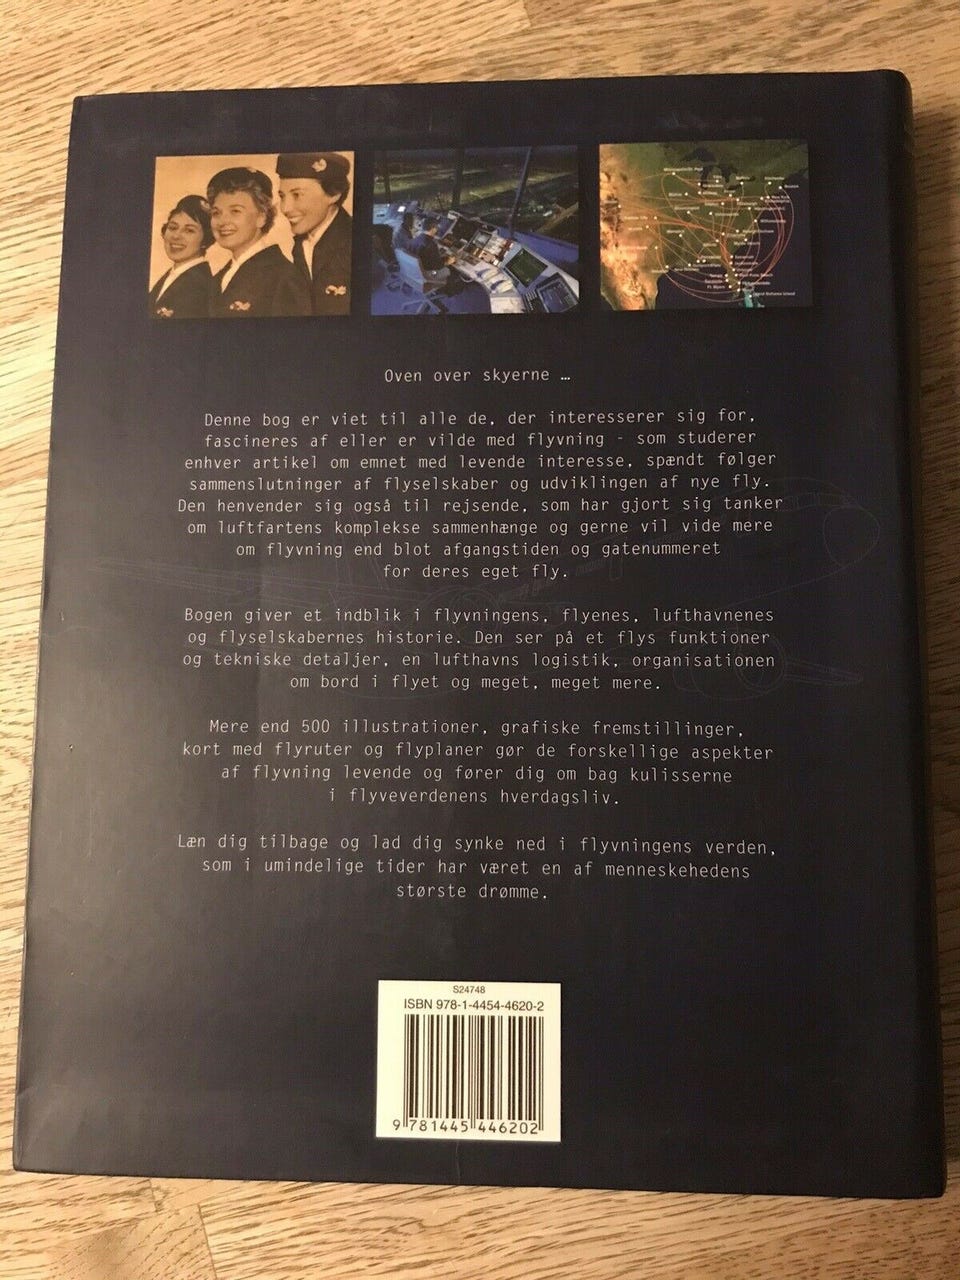 Oven over skyerne …
Denne bog er viet til alle de, der interesserer sig for,
fascineres af eller er vilde med flyvning - som studerer
enhver artikel om emnet med levende interesse, spændt følger
sammenslutninger af flyselskaber og udviklingen af nye fly.
Den henvender sig også til rejsende, som har gjort sig tanker
om luftfartens komplekse sammenhænge og gerne vil vide mere
om flyvning end blot afgangstiden og gatenummeret
for deres eget fly.
Bogen giver et indblik i flyvningens, flyenes, lufthavnenes
og flyselskabernes historie. Den ser på et flys funktioner
og tekniske detaljer, en lufthavns logistik, organisationen
om bord i flyet og meget, meget mere.
Mere end 500 illustrationer, grafiske fremstillinger,
kort med flyruter og flyplaner gør de forskellige aspekter
af flyvning levende og fører dig om bag kulisserne
i flyveverdenens hverdagsliv.
Læn dig tilbage og lad dig synke ned i flyvningens verden,
som i umindelige tider har været en af menneskehedens
største drømme.
S24748
ISBN 978-1-4454-4620-2
9 781445 446202